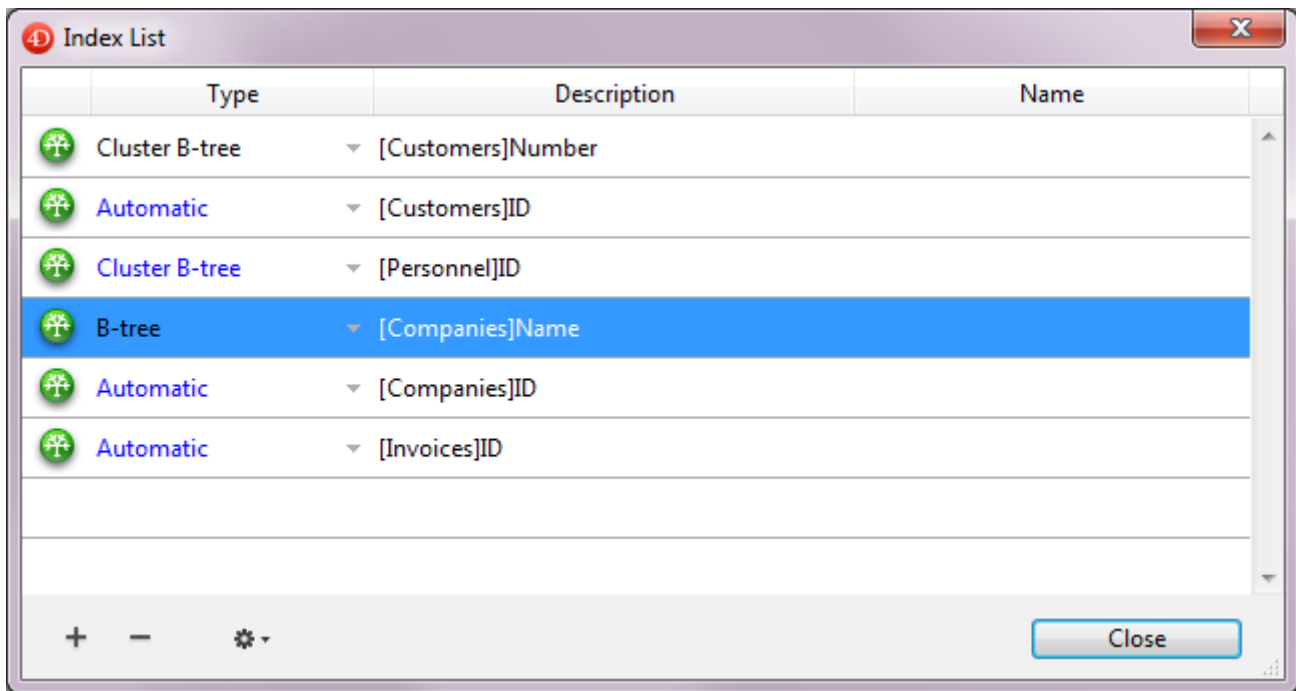 4D Index List
Type Description Name
Cluster B-tree [Customers]Number
Automatic [Customers]ID
Cluster B-tree [Personnel]ID
B-tree [Companies]Name
Automatic [Companies]ID
Automatic [Invoices]ID
Close